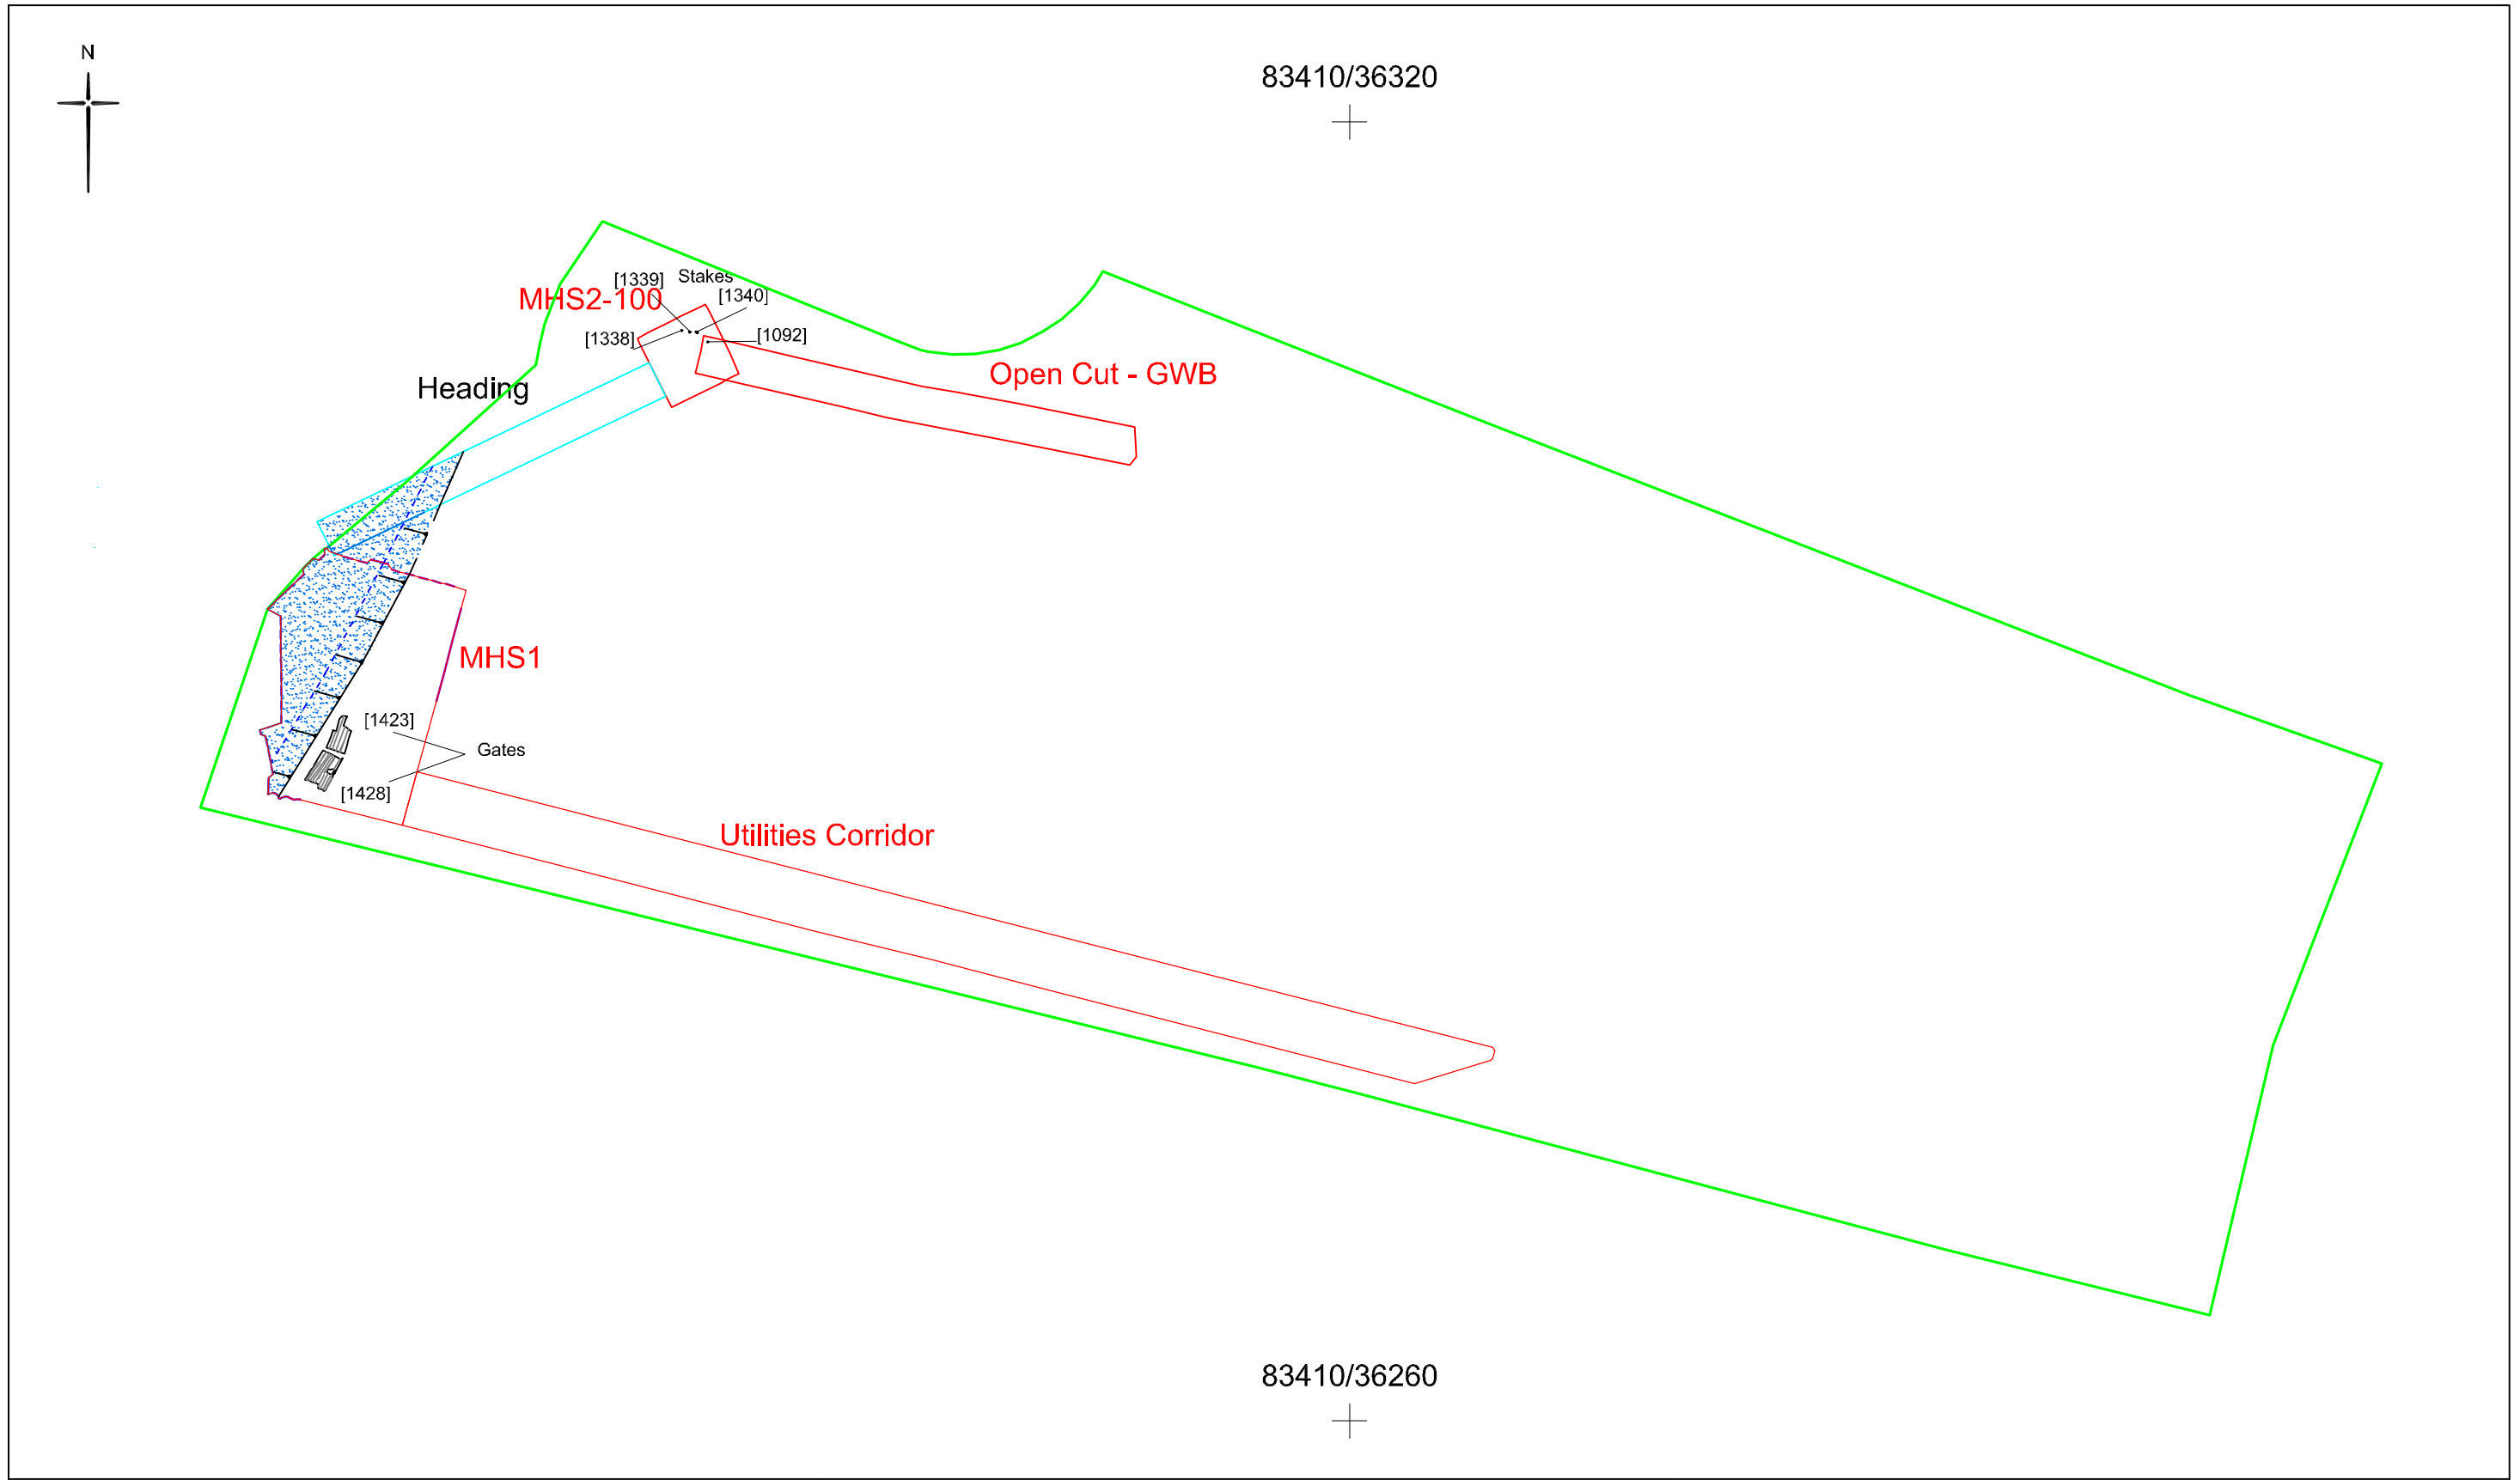 N
83410/36320
[1339]
Stakes
MHS2-100
[1340]
[1338]
[1092]
Heading
Open Cut - GWB
MHS1
[1423]
Gates
[1428]
Utilities Corridor
83410/36260